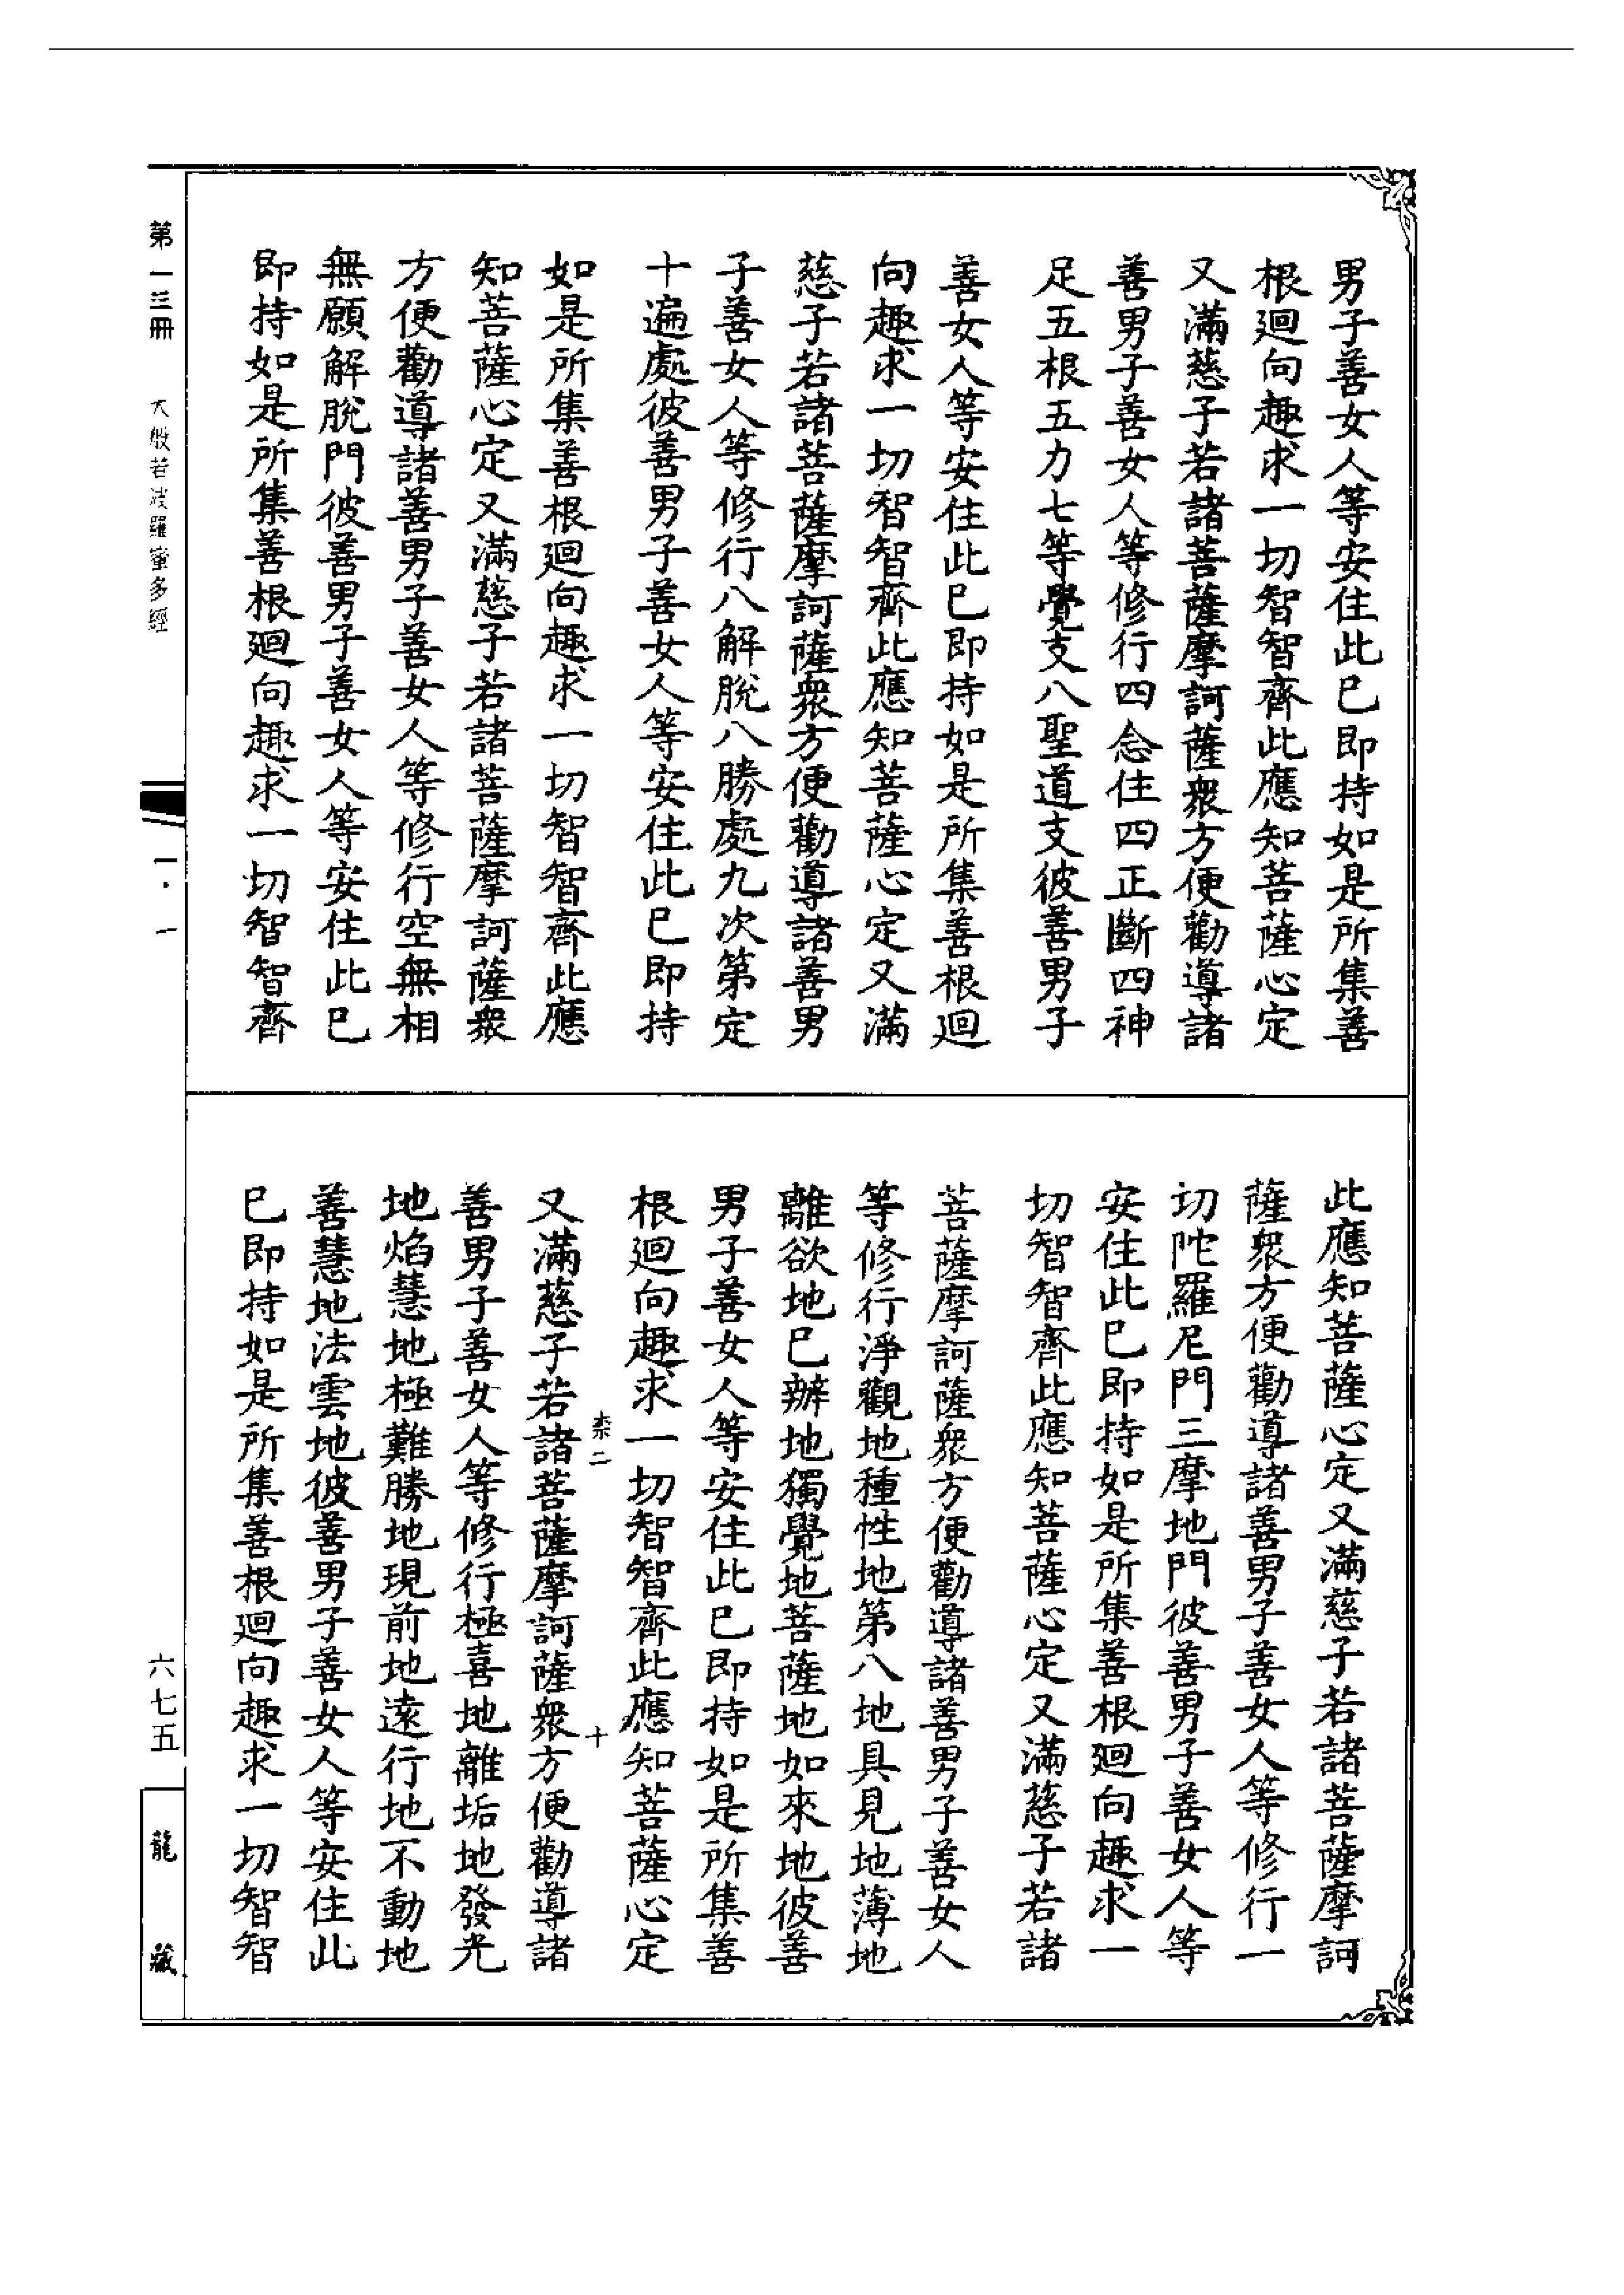 男子善女人等安住此已即持如是所集善
根迴向趣求一切智智齊此應知菩薩心定
又滿慈子若諸菩薩摩訶薩衆方便勸導諸
善男子善女人等修行四念住四正斷四神
足五根五力七等覺支八聖道支彼善男子
善女人等安住此已即持如是所集善根迴
向趣求一切智智齊此應知菩薩心定又滿
慈子若諸菩薩摩訶薩衆方便勸導諸善男
子善女人等修行八解脫八勝處九次第定
十遍處彼善男子善女人等安住此已即持
如是所集善根迴向趣求一切智智齊此應
知菩薩心定又滿慈子若諸菩薩摩訶薩衆
方便勸導諸善男子善女人等修行空無相
無願解脫門彼善男子善女人等安住此已
即持如是所集善根迴向趣求一切智智齊
此應知菩薩心定又滿慈子若諸菩薩摩訶
薩衆方便勸導諸善男子善女人等修行一
切陀羅尼門三摩地門彼善男子善女人等
安住此已即持如是所集善根迴向趣求一
切智智齊此應知菩薩心定又滿慈子若諸
菩薩摩訶薩衆方便勸導諸善男子善女人
等修行淨觀地種性地第八地具見地薄地
離欲地已辦地獨覺地菩薩地如來地彼善
男子善女人等安住此已即持如是所集善
根迴向趣求一切智智齊此應知菩薩心定
柰二 十
又滿慈子若諸菩薩摩訶薩衆方便勸導諸
善男子善女人等修行極喜地離垢地發光
地焰慧地極難勝地現前地遠行地不動地
善慧地法雲地彼善男子善女人等安住此
已即持如是所集善根迴向趣求一切智智
第一三冊 大般若波羅蜜多經 一·一 六七五 龍藏